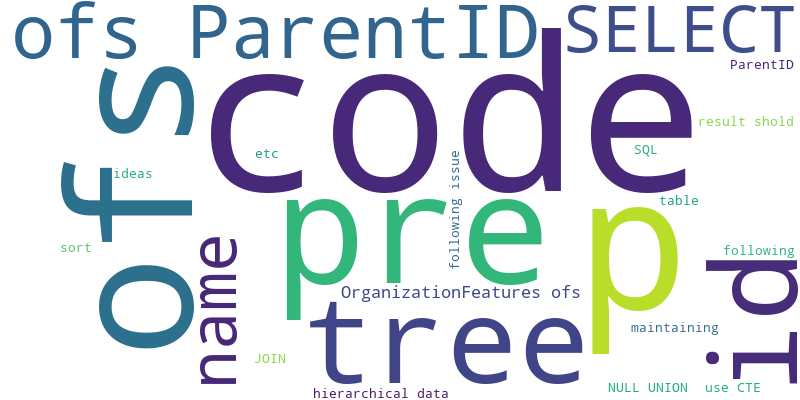 ofs ParentID
SELECT
ParentID
code
ofs
result shold
etc
SQL
ideas
following issue
pre
p
table
name
sort
following
id
OrganizationFeatures ofs
tree
maintaining
JOIN
hierarchical data
NULL UNION
use CTE